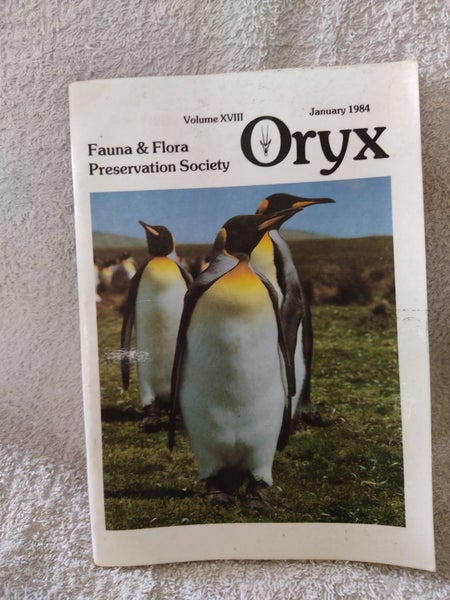 Volume XVIII
January 1984
Fauna & Flora
Preservation Society
Oryx